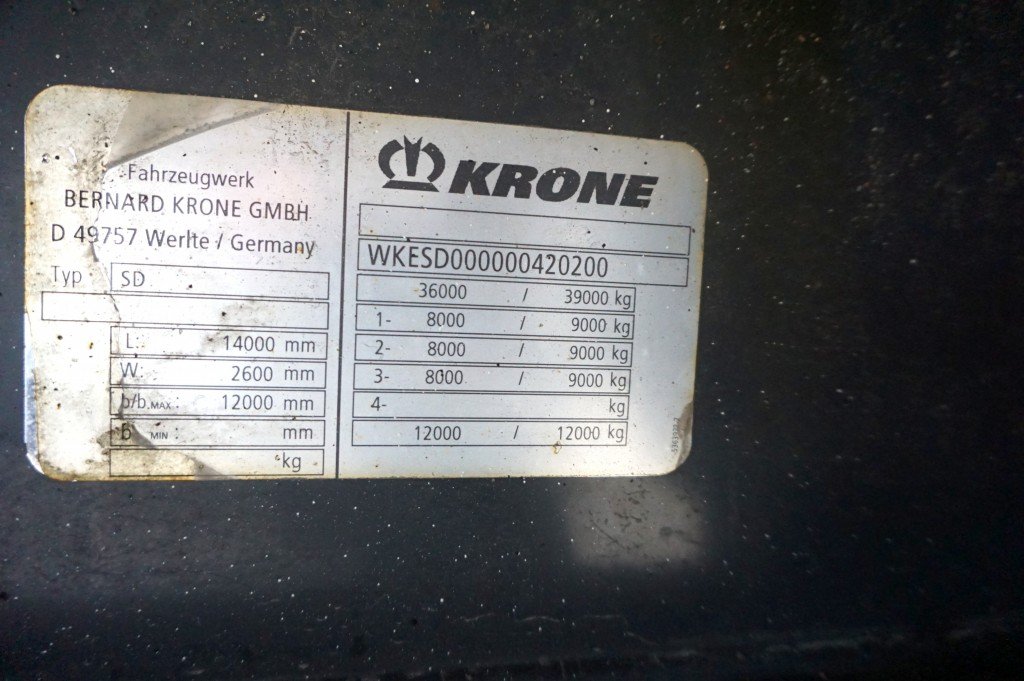 Fahrzeugwerk
BERNARD KRONE GMBH
D 49757 Werlte / Germany
Typ SD
L: 14000 mm
W: 2600 mm
b/b.MAX : 12000 mm
b MIN : mm
kg
KRONE
WKESD000000420200
36000 / 39000 kg
1- 8000 / 9000 kg
2- 8000 / 9000 kg
3- 8000 / 9000 kg
4- kg
12000 / 12000 kg